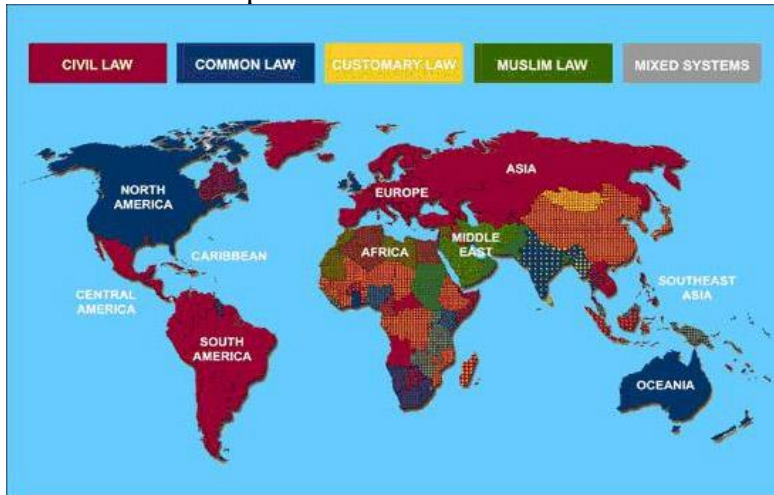 CIVIL LAW
COMMON LAW
CUSTOMARY LAW
MUSLIM LAW
MIXED SYSTEMS
NORTH
AMERICA
CARIBBEAN
CENTRAL
AMERICA
SOUTH
AMERICA
EUROPE
ASIA
AFRICA
MIDDLE
EAST
SOUTHEAST
ASIA
OCEANIA